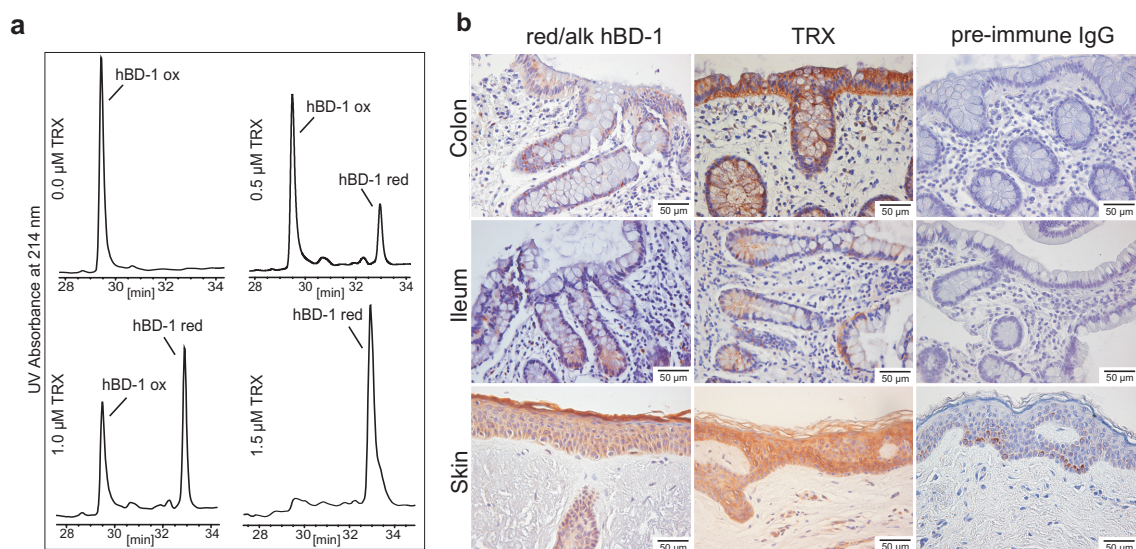 a
UV Absorbance at 214 nm
0.0 µM TRX
hBD-1 ox
28 30 32 34
[min]
0.5 µM TRX
hBD-1 ox
hBD-1 red
28 30 32 34
[min]
1.0 µM TRX
hBD-1 ox
hBD-1 red
28 30 32 34
[min]
1.5 µM TRX
hBD-1 red
28 30 32 34
[min]
b
red/alk hBD-1 TRX pre-immune IgG
Colon
50 µm 50 µm 50 µm
Ileum
50 µm 50 µm 50 µm
Skin
50 µm 50 µm 50 µm